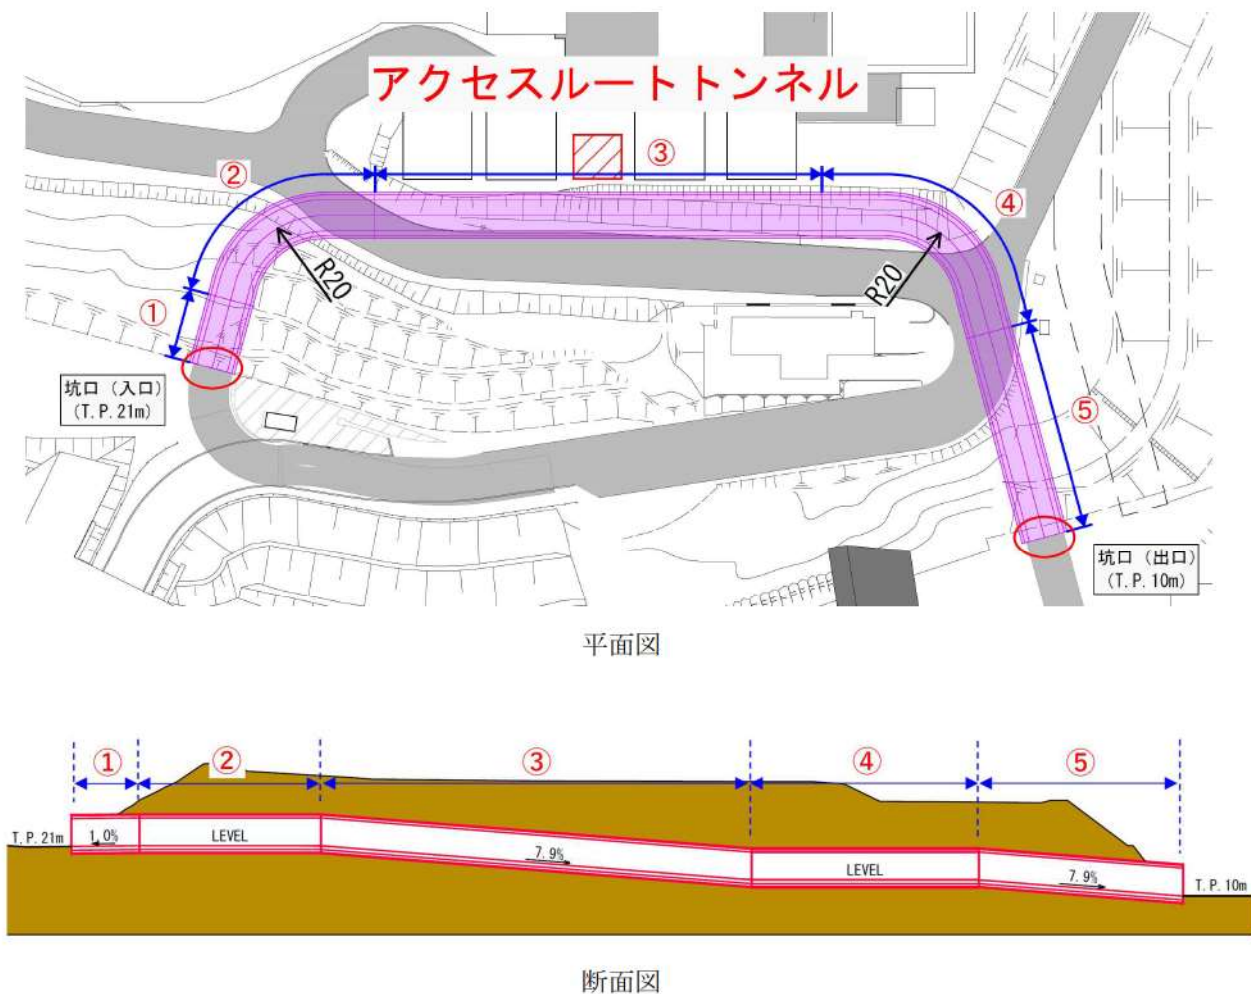 アクセスルートトンネル
②
③
④
R20
R20
①
坑口（入口）
(T.P.21m)
⑤
坑口（出口）
(T.P.10m)
平面図
①
②
③
④
⑤
T.P.21m
1.0%
LEVEL
7.9%
LEVEL
7.9%
T.P.10m
断面図